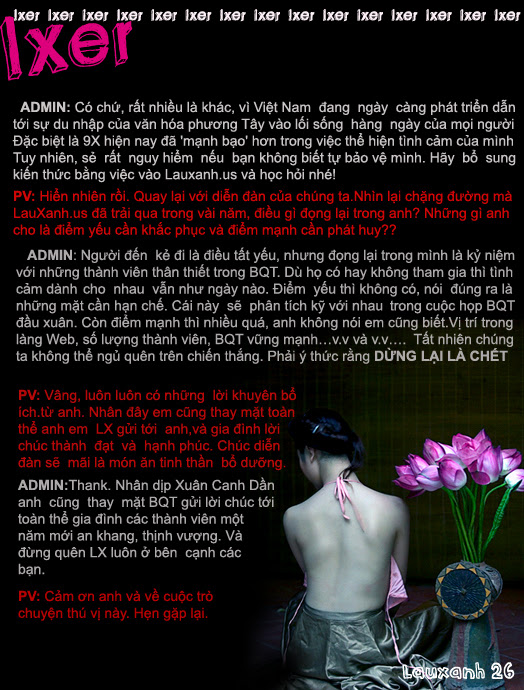 lxer lxer lxer lxer lxer lxer lxer lxer lxer lxer lxer lxer lxer lxer lxer
lxer
ADMIN: Có chứ, rất nhiều là khác, vì Việt Nam đang ngày càng phát triển dẫn
tới sự du nhập của văn hóa phương Tây vào lối sống hàng ngày của mọi người
Đặc biệt là 9X hiện nay đã 'mạnh bạo' hơn trong việc thể hiện tình cảm của mình
Tuy nhiên, sẻ rất nguy hiểm nếu bạn không biết tự bảo vệ mình. Hãy bổ sung
kiến thức bằng việc vào Lauxanh.us và học hỏi nhé!
PV: Hiển nhiên rồi. Quay lại với diễn đàn của chúng ta.Nhìn lại chặng đường mà
LauXanh.us đã trải qua trong vài năm, điều gì đọng lại trong anh? Những gì anh
cho là điểm yếu cần khắc phục và điểm mạnh cần phát huy??
ADMIN: Người đến kẻ đi là điều tất yếu, nhưng đọng lại trong mình là kỷ niệm
với những thành viên thân thiết trong BQT. Dù họ có hay không tham gia thì tình
cảm dành cho nhau vẫn như ngày nào. Điểm yếu thì không có, nói đúng ra là
những mặt cần hạn chế. Cái này sẽ phân tích kỹ với nhau trong cuộc họp BQT
đầu xuân. Còn điểm mạnh thì nhiều quá, anh không nói em cũng biết.Vị trí trong
làng Web, số lượng thành viên, BQT vững mạnh…v.v và v.v…. Tất nhiên chúng
ta không thể ngủ quên trên chiến thắng. Phải ý thức rằng DỪNG LẠI LÀ CHẾT
PV: Vâng, luôn luôn có những lời khuyên bổ
ích,từ anh. Nhân đây em cũng thay mặt toàn
thể anh em LX gửi tới anh,và gia đình lời
chúc thành đạt và hạnh phúc. Chúc diễn
đàn sẽ mãi là món ăn tinh thần bổ dưỡng.
ADMIN:Thank. Nhân dịp Xuân Canh Dần
anh cũng thay mặt BQT gửi lời chúc tới
toàn thể gia đình các thành viên một
năm mới an khang, thịnh vượng. Và
đừng quên LX luôn ở bên cạnh các
bạn.
PV: Cảm ơn anh và về cuộc trò
chuyện thú vị này. Hẹn gặp lại.
Lauxanh 26